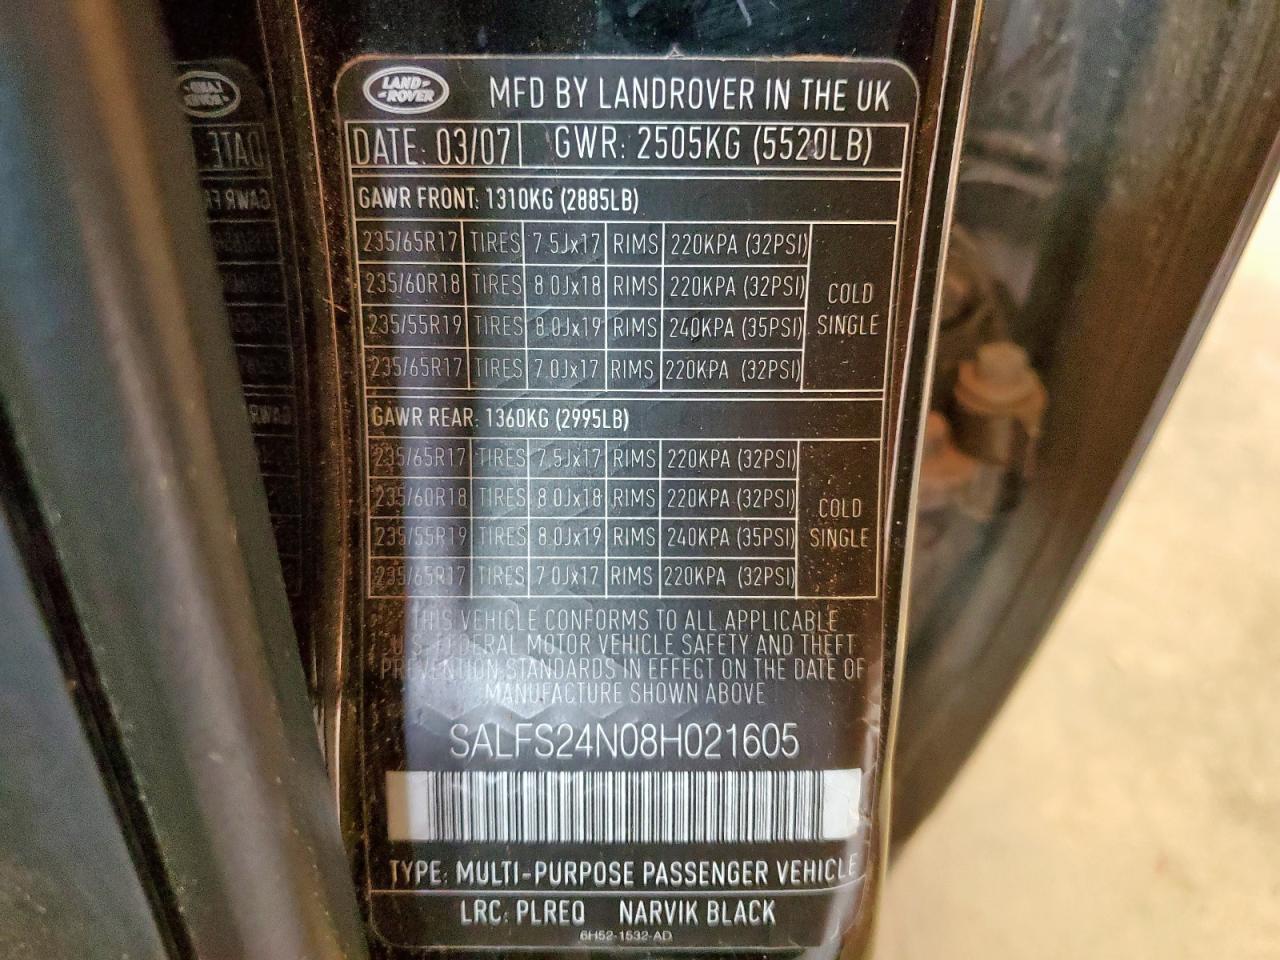 LAND ROVER
MFD BY LANDROVER IN THE UK
DATE: 03/07 GWR: 2505KG (5520LB)
GAWR FRONT: 1310KG (2885LB)
235/65R17 TIRES 7.5Jx17 RIMS 220KPA (32PSI)
235/60R18 TIRES 8.0Jx18 RIMS 220KPA (32PSI)
235/55R19 TIRES 8.0Jx19 RIMS 240KPA (35PSI)
235/65R17 TIRES 7.0Jx17 RIMS 220KPA (32PSI)
COLD
SINGLE
GAWR REAR: 1360KG (2995LB)
235/65R17 TIRES 7.5Jx17 RIMS 220KPA (32PSI)
235/60R18 TIRES 8.0Jx18 RIMS 220KPA (32PSI)
235/55R19 TIRES 8.0Jx19 RIMS 240KPA (35PSI)
235/65R17 TIRES 7.0Jx17 RIMS 220KPA (32PSI)
COLD
SINGLE
THIS VEHICLE CONFORMS TO ALL APPLICABLE
U.S. FEDERAL MOTOR VEHICLE SAFETY AND THEFT
PREVENTION STANDARDS IN EFFECT ON THE DATE OF
MANUFACTURE SHOWN ABOVE
SALFS24N08H021605
TYPE: MULTI-PURPOSE PASSENGER VEHICLE
LRC: PLREQ NARVIK BLACK
6H52-1532-AD